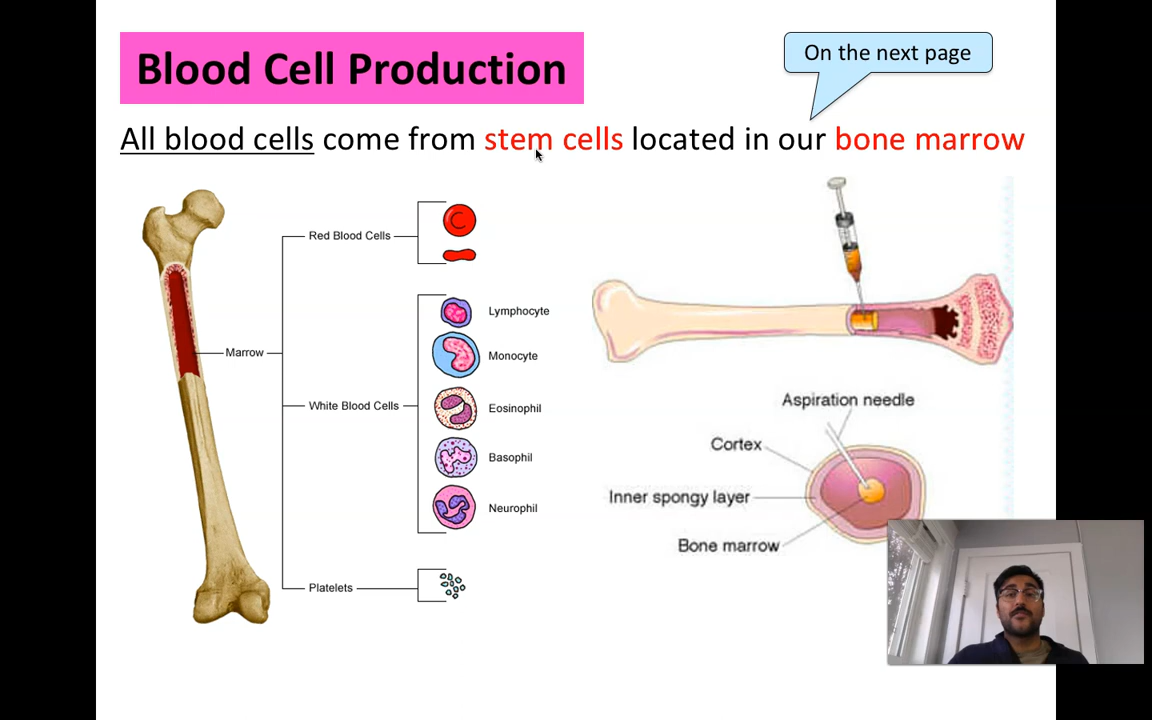 Blood Cell Production
On the next page
All blood cells come from stem cells located in our bone marrow
Red Blood Cells
Lymphocyte
Marrow
Monocyte
White Blood Cells
Eosinophil
Basophil
Neurophil
Platelets
Aspiration needle
Cortex
Inner spongy layer
Bone marrow